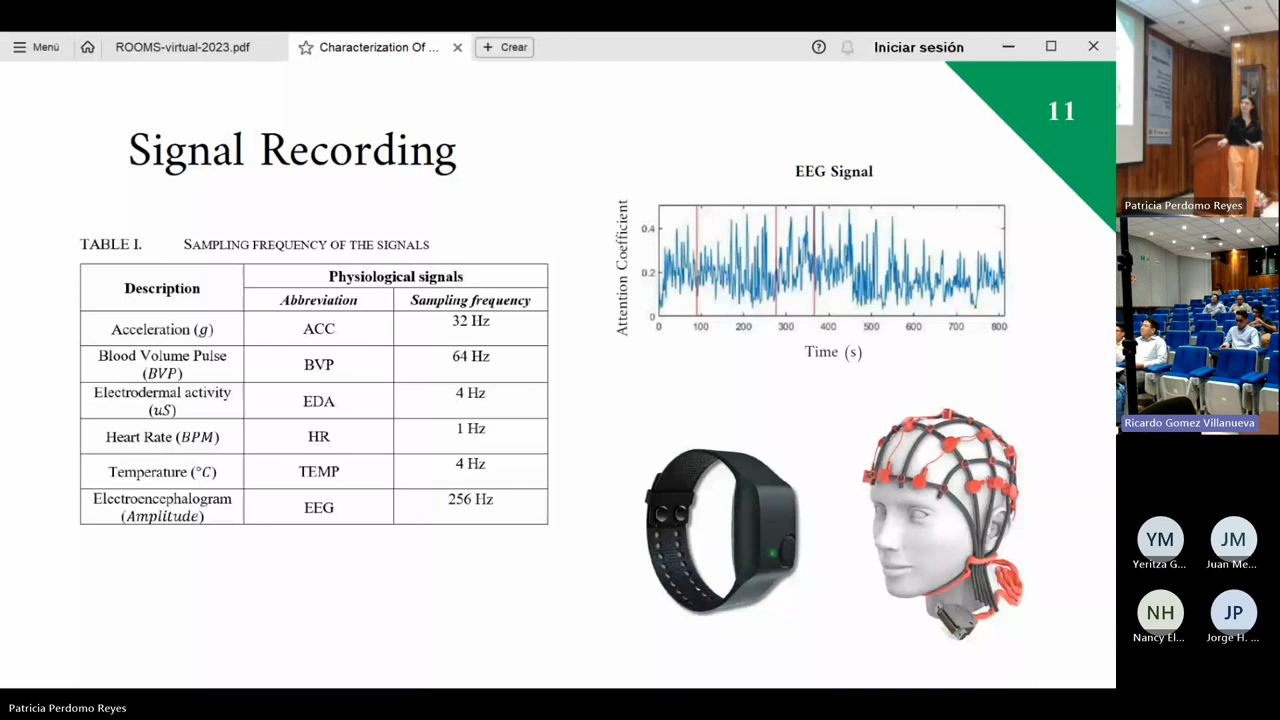 Menú
ROOMS-virtual-2023.pdf
Characterization Of ...
Crear
Iniciar sesión
11
Signal Recording
TABLE I. SAMPLING FREQUENCY OF THE SIGNALS
Description
Physiological signals
Abbreviation
Sampling frequency
Acceleration (g)
ACC
32 Hz
Blood Volume Pulse
(BVP)
BVP
64 Hz
Electrodermal activity
(uS)
EDA
4 Hz
Heart Rate (BPM)
HR
1 Hz
Temperature (°C)
TEMP
4 Hz
Electroencephalogram
(Amplitude)
EEG
256 Hz
EEG Signal
Attention Coefficient
0.4
0.2
0
0 100 200 300 400 500 600 700 800
Time (s)
Patricia Perdomo Reyes
Ricardo Gomez Villanueva
YM
Yeritza G...
JM
Juan Me...
NH
Nancy El...
JP
Jorge H. ...
Patricia Perdomo Reyes